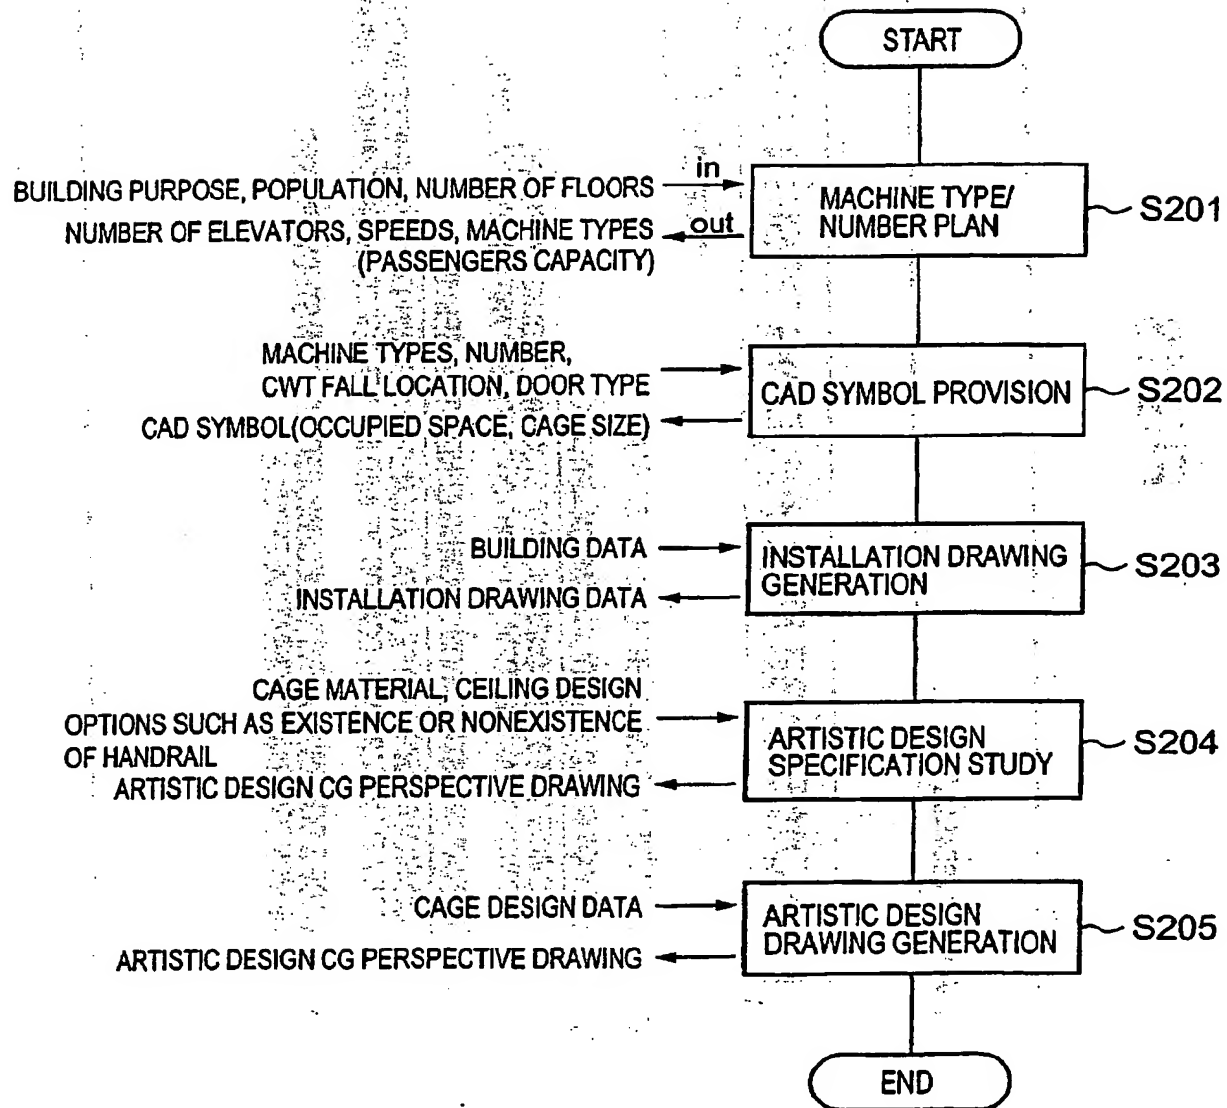 START
in
BUILDING PURPOSE, POPULATION, NUMBER OF FLOORS
MACHINE TYPE/
NUMBER PLAN
S201
out
NUMBER OF ELEVATORS, SPEEDS, MACHINE TYPES
(PASSENGERS CAPACITY)
MACHINE TYPES, NUMBER,
CWT FALL LOCATION, DOOR TYPE
CAD SYMBOL PROVISION
S202
CAD SYMBOL(OCCUPIED SPACE, CAGE SIZE)
BUILDING DATA
INSTALLATION DRAWING
GENERATION
S203
INSTALLATION DRAWING DATA
CAGE MATERIAL, CEILING DESIGN
OPTIONS SUCH AS EXISTENCE OR NONEXISTENCE
OF HANDRAIL
ARTISTIC DESIGN
SPECIFICATION STUDY
S204
ARTISTIC DESIGN CG PERSPECTIVE DRAWING
CAGE DESIGN DATA
ARTISTIC DESIGN
DRAWING GENERATION
S205
ARTISTIC DESIGN CG PERSPECTIVE DRAWING
END